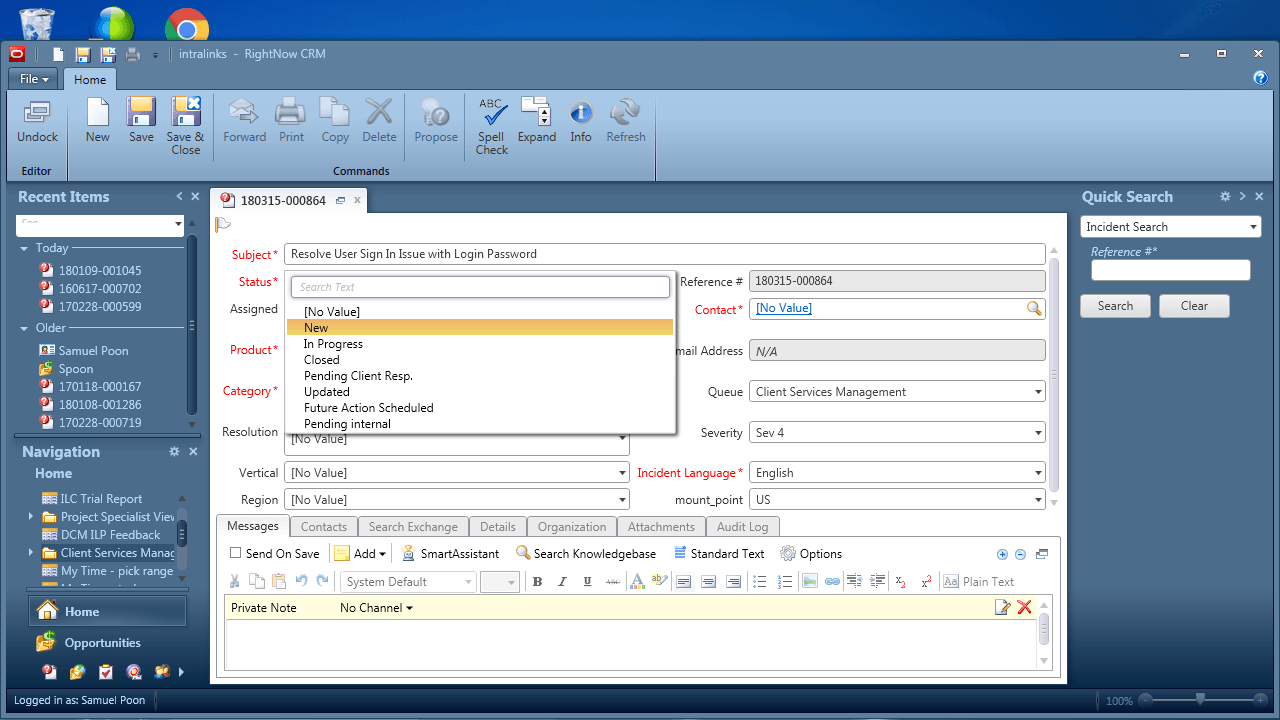 intralinks - RightNow CRM
File Home
Undock New Save Save & Close Forward Print Copy Delete Propose ABC Spell Check Expand Info Refresh
Editor Commands
Recent Items
Today
180109-001045
160617-000702
170228-000599
Older
Samuel Poon
Spoon
170118-000167
180108-001286
170228-000719
Navigation
Home
ILC Trial Report
Project Specialist View
DCM ILP Feedback
Client Services Manag
My Time - pick range
Home
Opportunities
180315-000864
Subject* Resolve User Sign In Issue with Login Password
Status* Search Text Reference # 180315-000864
[No Value]
New
In Progress
Closed
Pending Client Resp.
Updated
Future Action Scheduled
Pending internal
Assigned Contact* [No Value]
Product* mail Address N/A
Category* Queue Client Services Management
Resolution [No Value] Severity Sev 4
Vertical [No Value] Incident Language* English
Region [No Value] mount_point US
Messages Contacts Search Exchange Details Organization Attachments Audit Log
Send On Save Add SmartAssistant Search Knowledgebase Standard Text Options
System Default B I U ABC A ab x2 x2 Aa Plain Text
Private Note No Channel
Quick Search
Incident Search
Reference #*
Search Clear
Logged in as: Samuel Poon 100%